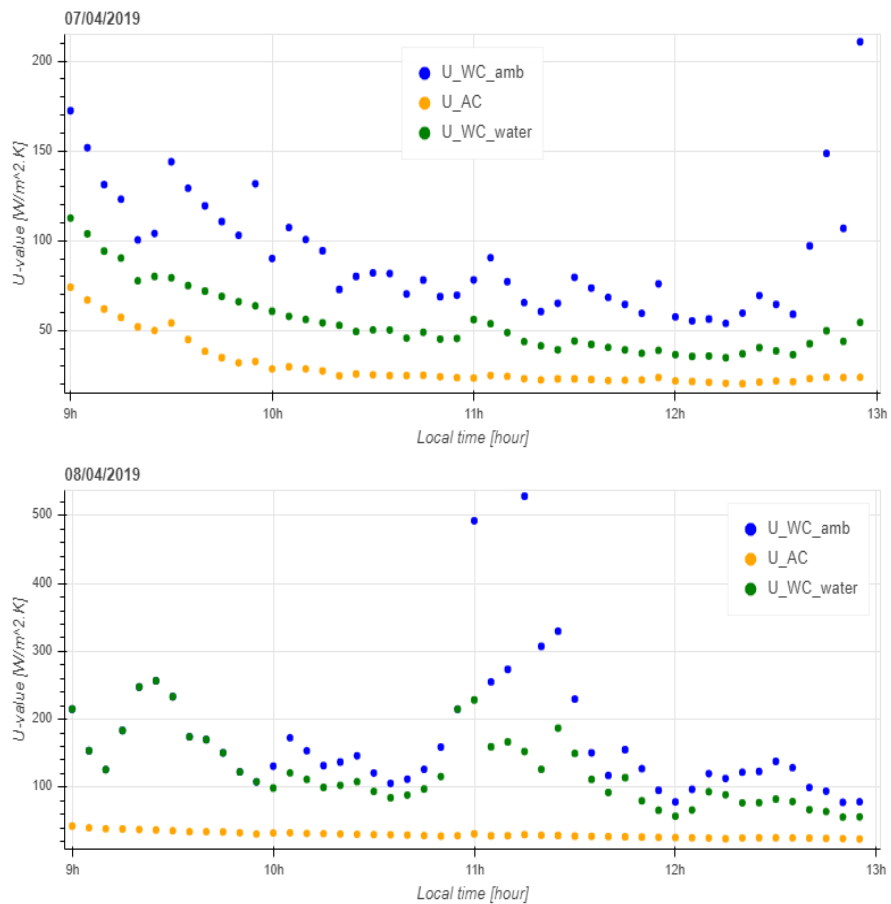 07/04/2019
200
150
100
50
U-value [W/m^2.K]
U_WC_amb
U_AC
U_WC_water
9h
10h
11h
12h
13h
Local time [hour]
08/04/2019
500
400
300
200
100
U-value [W/m^2.K]
U_WC_amb
U_AC
U_WC_water
9h
10h
11h
12h
13h
Local time [hour]